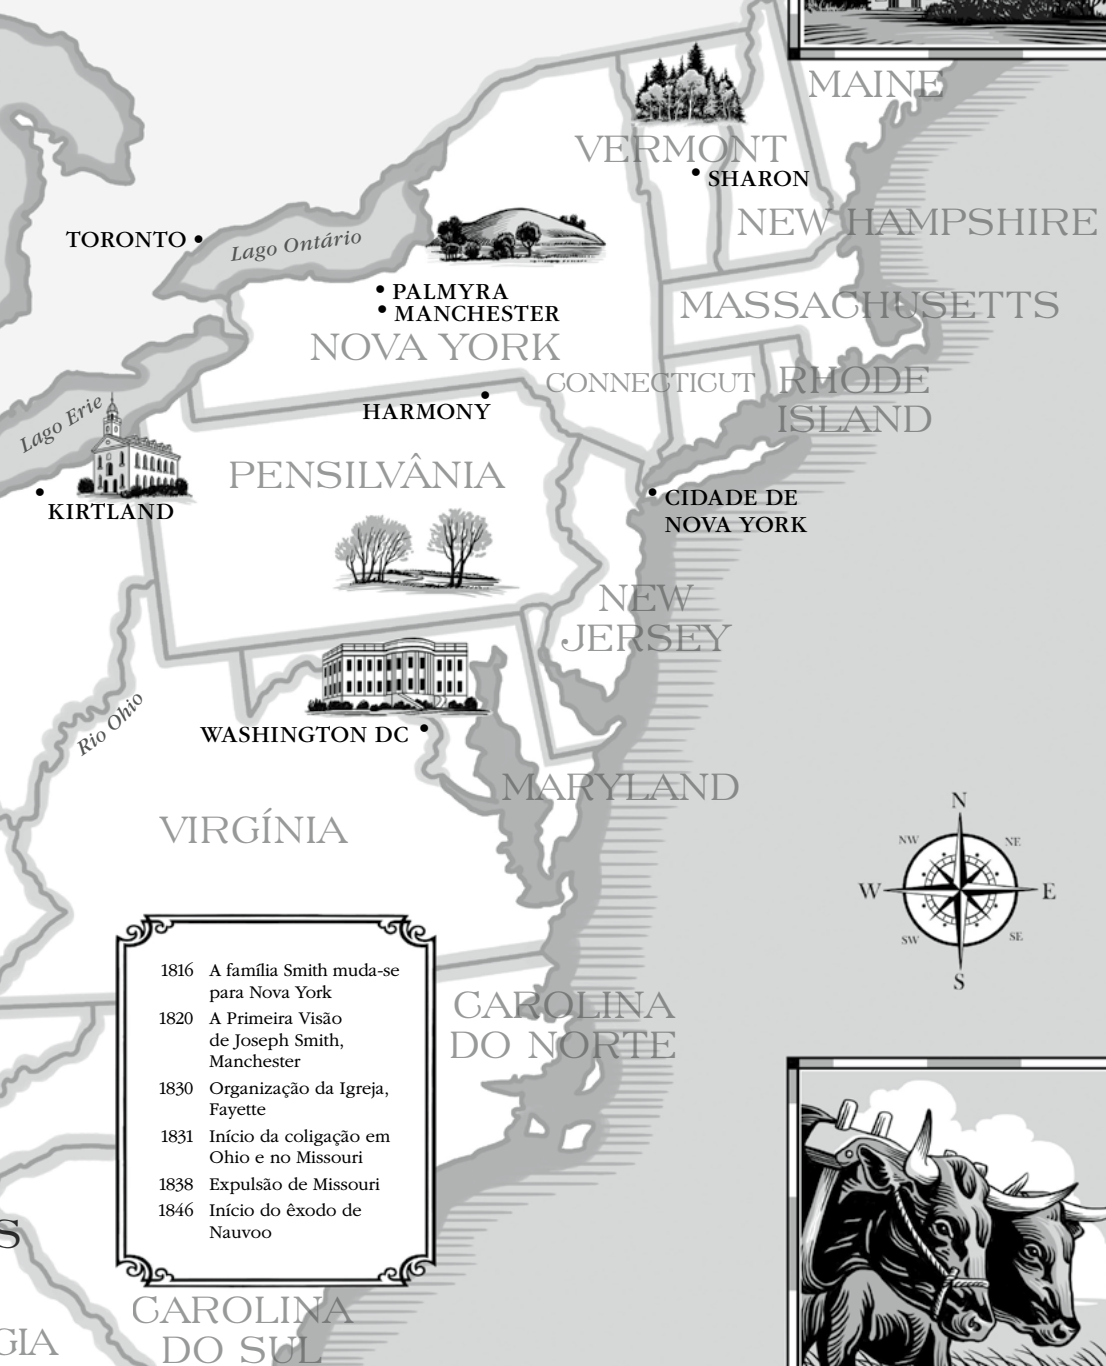 MAINE
VERMONT
SHARON
NEW HAMPSHIRE
TORONTO
Lago Ontário
PALMYRA
MANCHESTER
MASSACHUSETTS
NOVA YORK
CONNECTICUT
RHODE
ISLAND
HARMONY
Lago Erie
PENSILVÂNIA
KIRTLAND
CIDADE DE
NOVA YORK
NEW
JERSEY
Rio Ohio
WASHINGTON DC
MARYLAND
VIRGÍNIA
N
NW
NE
W
E
SW
SE
S
1816 A família Smith muda-se
para Nova York
1820 A Primeira Visão
de Joseph Smith,
Manchester
1830 Organização da Igreja,
Fayette
1831 Início da coligação em
Ohio e no Missouri
1838 Expulsão de Missouri
1846 Início do êxodo de
Nauvoo
CAROLINA
DO NORTE
S
CAROLINA
DO SUL
GIA